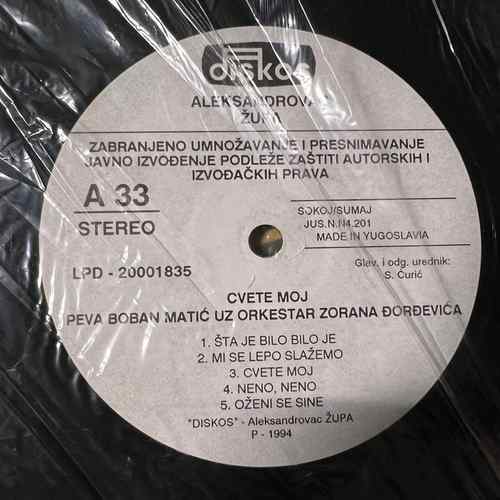 diskos
ALEKSANDROVAC
ŽUPA
ZABRANJENO UMNOŽAVANJE I PRESNIMAVANJE
JAVNO IZVOĐENJE PODLEŽE ZAŠTITI AUTORSKIH I
IZVOĐAČKIH PRAVA
A 33
STEREO
SOKOJ/SUMAJ
JUS.N.N4.201
MADE IN YUGOSLAVIA
LPD - 20001835
Glav. i odg. urednik:
S. Ćurić
CVETE MOJ
PEVA BOBAN MATIĆ UZ ORKESTAR ZORANA ĐORĐEVIĆA
1. ŠTA JE BILO BILO JE
2. MI SE LEPO SLAŽEMO
3. CVETE MOJ
4. NENO, NENO
5. OŽENI SE SINE
"DISKOS" - Aleksandrovac ŽUPA
P - 1994